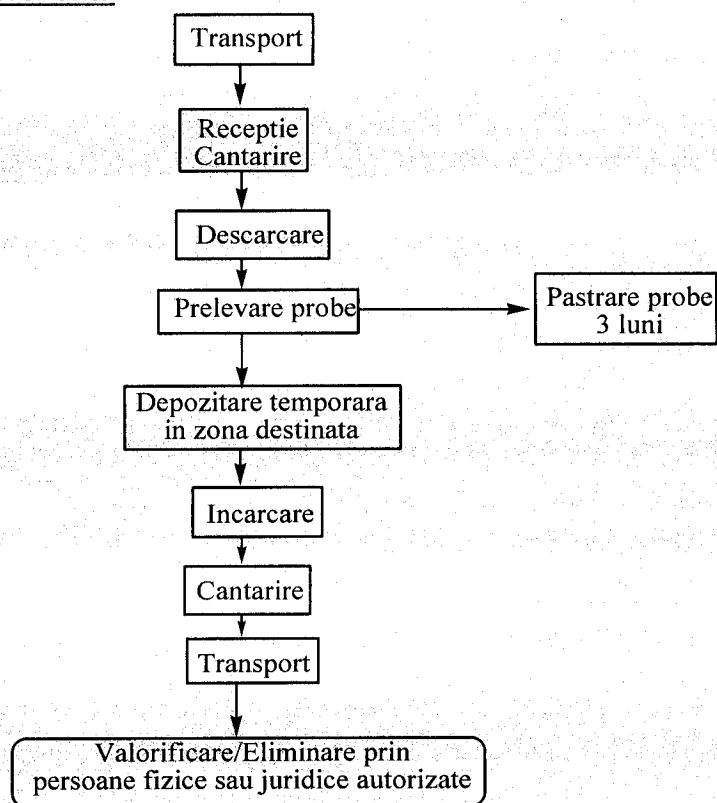 Transport
Receptie
Cantarire
Descarcare
Prelevare probe
Pastrare probe
3 luni
Depozitare temporara
in zona destinata
Incarcare
Cantarire
Transport
Valorificare/Eliminare prin
persoane fizice sau juridice autorizate